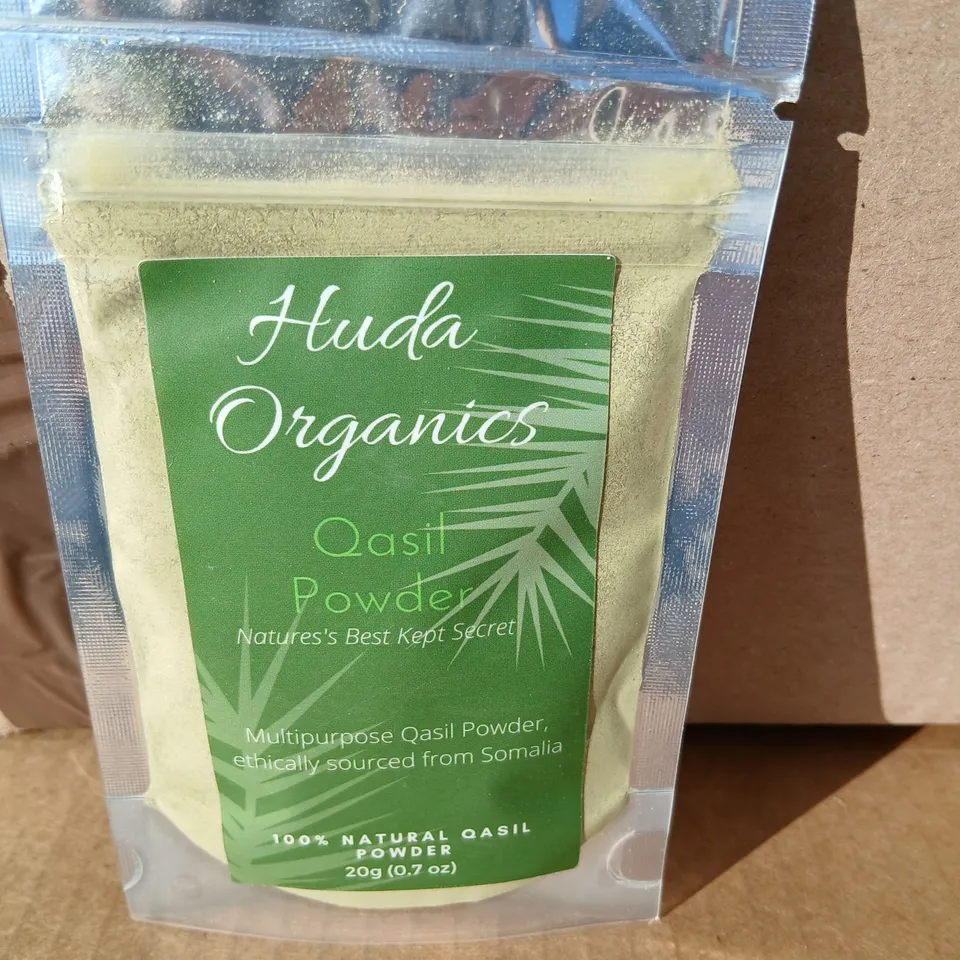 Huda
Organics
Qasil
Powder
Natures's Best Kept Secret
Multipurpose Qasil Powder,
ethically sourced from Somalia
100% NATURAL QASIL
POWDER
20g (0.7 oz)